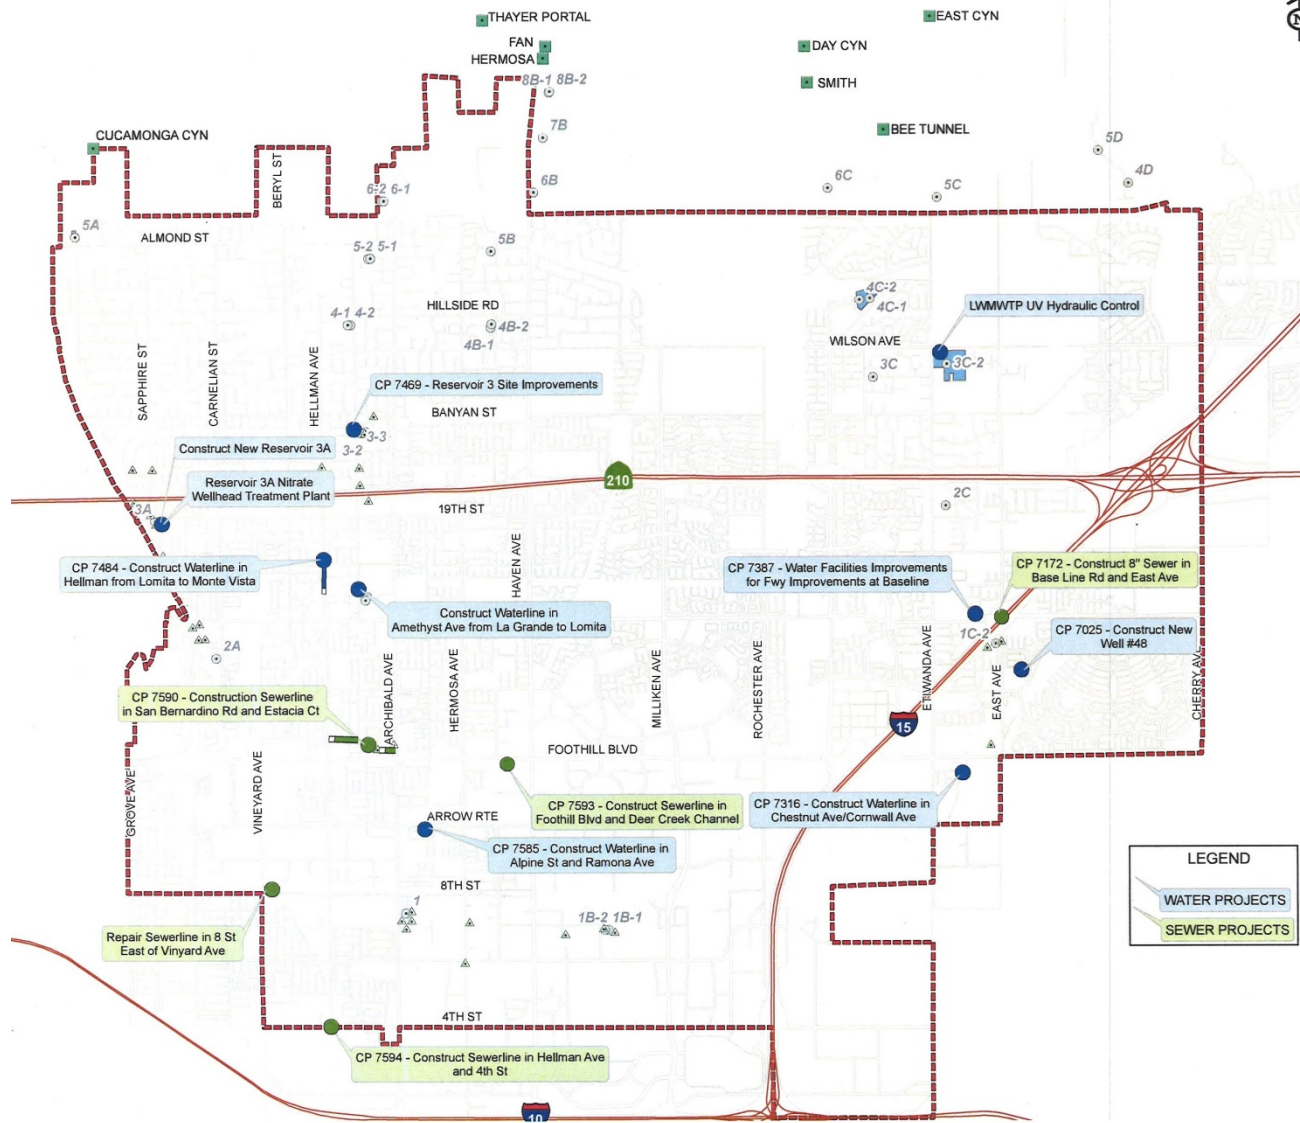 THAYER PORTAL
EAST CYN
N
FAN
HERMOSA
DAY CYN
8B-1 8B-2
SMITH
7B
BEE TUNNEL
CUCAMONGA CYN
5D
4D
BERYL ST
6-2 6-1
6B
6C
5C
5A
ALMOND ST
5-2 5-1
5B
4C-2
4C-1
HILLSIDE RD
4-1 4-2
4B-2
4B-1
LWMWTP UV Hydraulic Control
WILSON AVE
3C
3C-2
SAPPHIRE ST
CARNELIAN ST
HELLMAN AVE
CP 7469 - Reservoir 3 Site Improvements
BANYAN ST
3-3
3-2
Construct New Reservoir 3A
Reservoir 3A Nitrate
Wellhead Treatment Plant
210
3A
19TH ST
2C
HAVEN AVE
CP 7484 - Construct Waterline in
Hellman from Lomita to Monte Vista
CP 7387 - Water Facilities Improvements
for Fwy Improvements at Baseline
CP 7172 - Construct 8" Sewer in
Base Line Rd and East Ave
Construct Waterline in
Amethyst Ave from La Grande to Lomita
1C-2
CP 7025 - Construct New
Well #48
2A
ARCHIBALD AVE
HERMOSA AVE
MILLIKEN AVE
ROCHESTER AVE
ETIWANDA AVE
EAST AVE
CHERRY AVE
CP 7590 - Construction Sewerline
in San Bernardino Rd and Estacia Ct
15
FOOTHILL BLVD
GROVE AVE
VINEYARD AVE
CP 7593 - Construct Sewerline in
Foothill Blvd and Deer Creek Channel
CP 7316 - Construct Waterline in
Chestnut Ave/Cornwall Ave
ARROW RTE
CP 7585 - Construct Waterline in
Alpine St and Ramona Ave
LEGEND
WATER PROJECTS
SEWER PROJECTS
8TH ST
1
1B-2 1B-1
Repair Sewerline in 8 St
East of Vinyard Ave
4TH ST
CP 7594 - Construct Sewerline in Hellman Ave
and 4th St
10